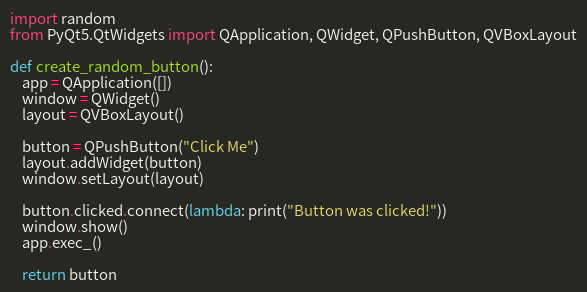 import random
from PyQt5.QtWidgets import QApplication, QWidget, QPushButton, QVBoxLayout

def create_random_button():
    app = QApplication([])
    window = QWidget()
    layout = QVBoxLayout()

    button = QPushButton("Click Me")
    layout.addWidget(button)
    window.setLayout(layout)

    button.clicked.connect(lambda: print("Button was clicked!"))
    window.show()
    app.exec_()

    return button